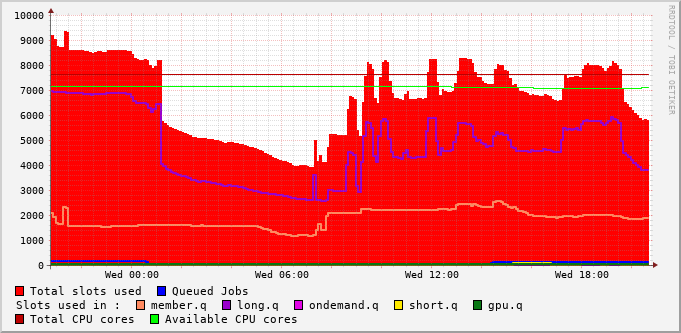 10000
9000
8000
7000
6000
5000
4000
3000
2000
1000
0
Wed 00:00 Wed 06:00 Wed 12:00 Wed 18:00
RRDTOOL / TOBI OETIKER
Total slots used Queued Jobs
Slots used in : member.q long.q ondemand.q short.q gpu.q
Total CPU cores Available CPU cores